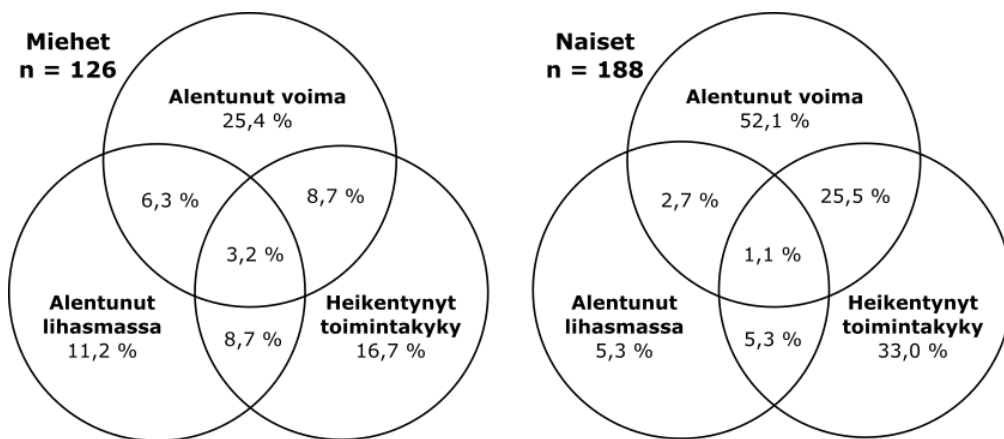 Miehet
n = 126
Alentunut voima
25,4 %
6,3 %
8,7 %
3,2 %
Alentunut
lihasmassa
11,2 %
8,7 %
Heikentynyt
toimintakyky
16,7 %
Naiset
n = 188
Alentunut voima
52,1 %
2,7 %
25,5 %
1,1 %
Alentunut
lihasmassa
5,3 %
5,3 %
Heikentynyt
toimintakyky
33,0 %